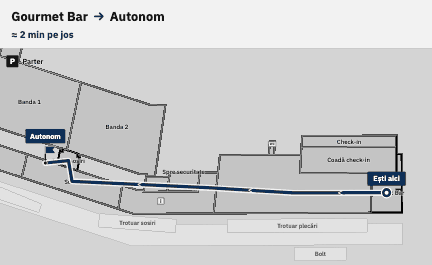 Gourmet Bar → Autonom
≈ 2 min pe jos
P Parter
Banda 1
Banda 2
Autonom
Check-in
Coadă check-in
Spre securitate
Ești aici
Bar
Trotuar sosiri
Trotuar plecări
Bolt